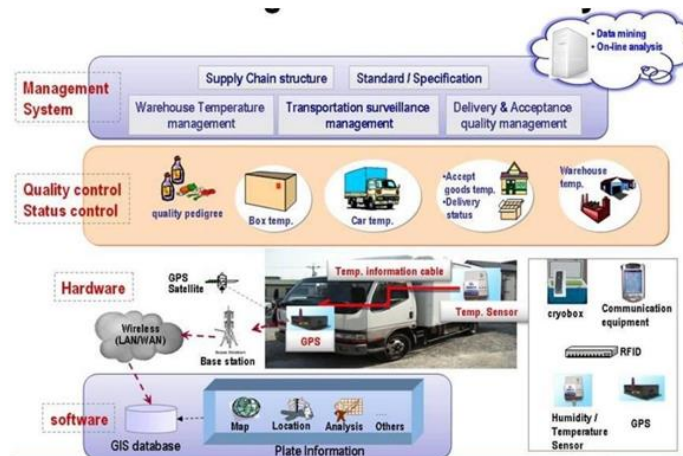 • Data mining
• On-line analysis
Management
System
Supply Chain structure
Standard / Specification
Warehouse Temperature
management
Transportation surveillance
management
Delivery & Acceptance
quality management
Quality control
Status control
quality pedigree
Box temp.
Car temp.
•Accept
goods temp.
•Delivery
status
Warehouse
temp.
Hardware
GPS
Satellite
Wireless
(LAN/WAN)
Base station
Temp. information cable
GPS
Temp. Sensor
cryobox
Communication
equipment
RFID
Humidity /
Temperature
Sensor
GPS
software
GIS database
Map
Location
Analysis
Others
Plate Information